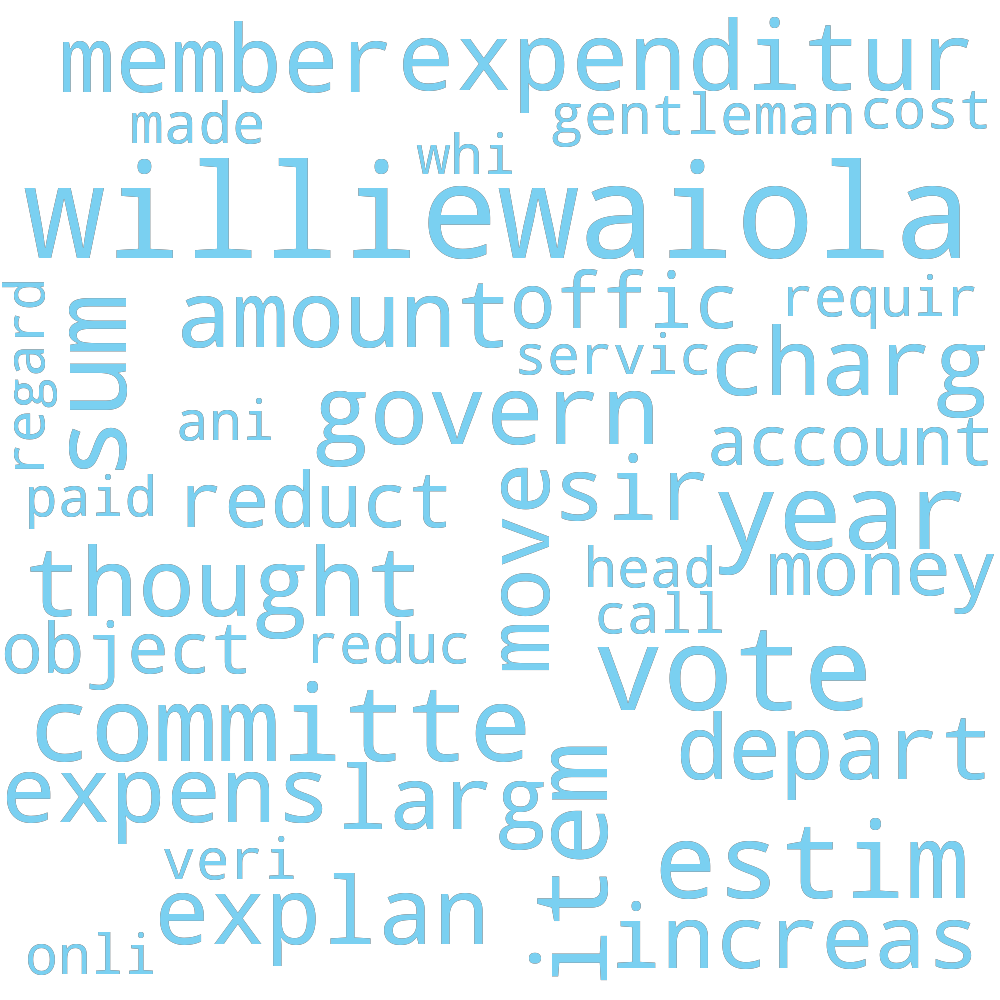 member expenditur
made gentleman cost
whi
williewaiola
regard sum amount offic requir
servic charg
ani govern account
paid reduct move sir year
thought head money
object reduc call vote
committe depart
expens larg item
veri estim
explan increas
onli